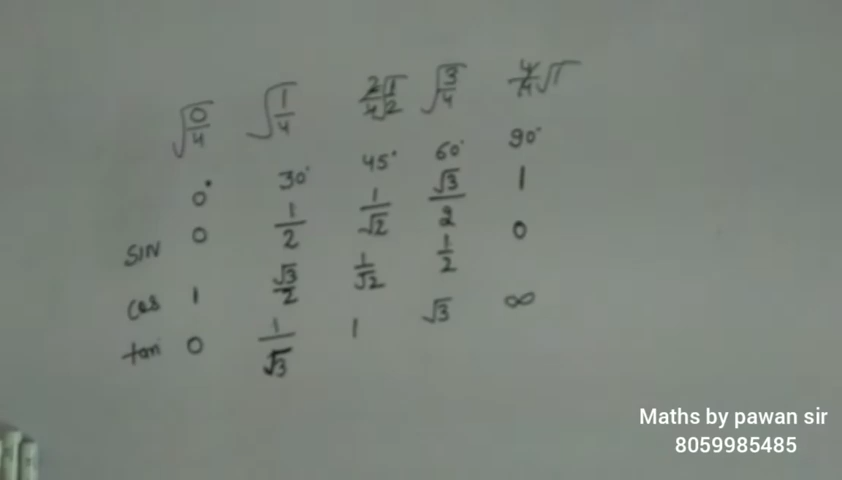 √0/4 √1/4 2/4 √1/2 √3/4 4/4 √1
0° 30° 45° 60° 90°
SIN 0 1/2 1/√2 √3/2 1
cos 1 √3/2 1/√2 1/2 0
tan 0 1/√3 1 √3 ∞
Maths by pawan sir
8059985485